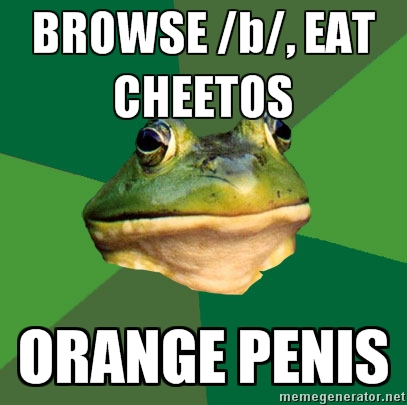 BROWSE /b/, EAT
CHEETOS
ORANGE PENIS
memegenerator.net